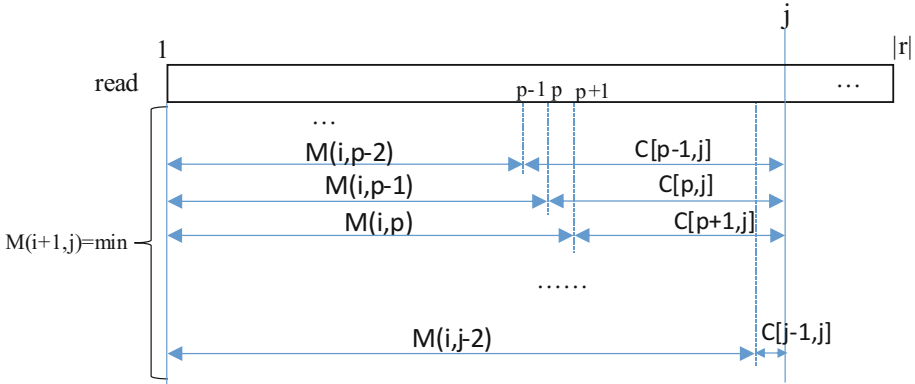 j
1
|r|
read
...
p-1 p p+1
...
M(i,p-2)
C[p-1,j]
M(i,p-1)
C[p,j]
M(i,p)
C[p+1,j]
M(i+1,j)=min
......
M(i,j-2)
C[j-1,j]